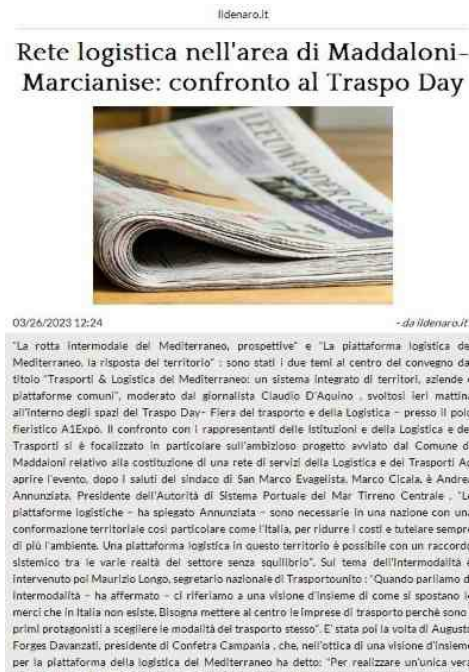 ildenaro.it
Rete logistica nell'area di Maddaloni-
Marcianise: confronto al Traspo Day
LEEUWARDER COU
03/26/2023 12:24
- da ildenaro.it
"La rotta intermodale del Mediterraneo, prospettive" e "La piattaforma logistica de
Mediterraneo, la risposta del territorio" : sono stati i due temi al centro del convegno da
titolo "Trasporti & Logistica del Mediterraneo: un sistema integrato di territori, aziende e
piattaforme comuni", moderato dal giornalista Claudio D'Aquino , svoltosi ieri mattina
all'interno degli spazi del Traspo Day- Fiera del trasporto e della Logistica – presso il polo
fieristico A1Expo. Il confronto con i rappresentanti delle Istituzioni e della Logistica e de
Trasporti si è focalizzato in particolare sull'ambizioso progetto avviato dal Comune d
Maddaloni relativo alla costituzione di una rete di servizi della Logistica e dei Trasporti Ad
aprire l'evento, dopo i saluti del sindaco di San Marco Evagelista, Marco Cicala, è Andrea
Annunziata, Presidente dell'Autorità di Sistema Portuale del Mar Tirreno Centrale . "Le
piattaforme logistiche – ha spiegato Annunziata – sono necessarie in una nazione con una
conformazione territoriale così particolare come l'Italia, per ridurre i costi e tutelare sempre
di più l'ambiente. Una piattaforma logistica in questo territorio è possibile con un raccordo
sistemico tra le varie realtà del settore senza squilibrio". Sul tema dell'Intermodalità è
intervenuto poi Maurizio Longo, segretario nazionale di Trasportounito : "Quando parliamo di
Intermodalità – ha affermato – ci riferiamo a una visione d'insieme di come si spostano le
merci che in Italia non esiste. Bisogna mettere al centro le imprese di trasporto perché sono i
primi protagonisti a scegliere le modalità del trasporto stesso". E' stata poi la volta di Augusto
Forges Davanzati, presidente di Confetra Campania , che, nell'ottica di una visione d'insieme
per la piattaforma della logistica del Mediterraneo ha detto: "Per realizzare un'unica vera